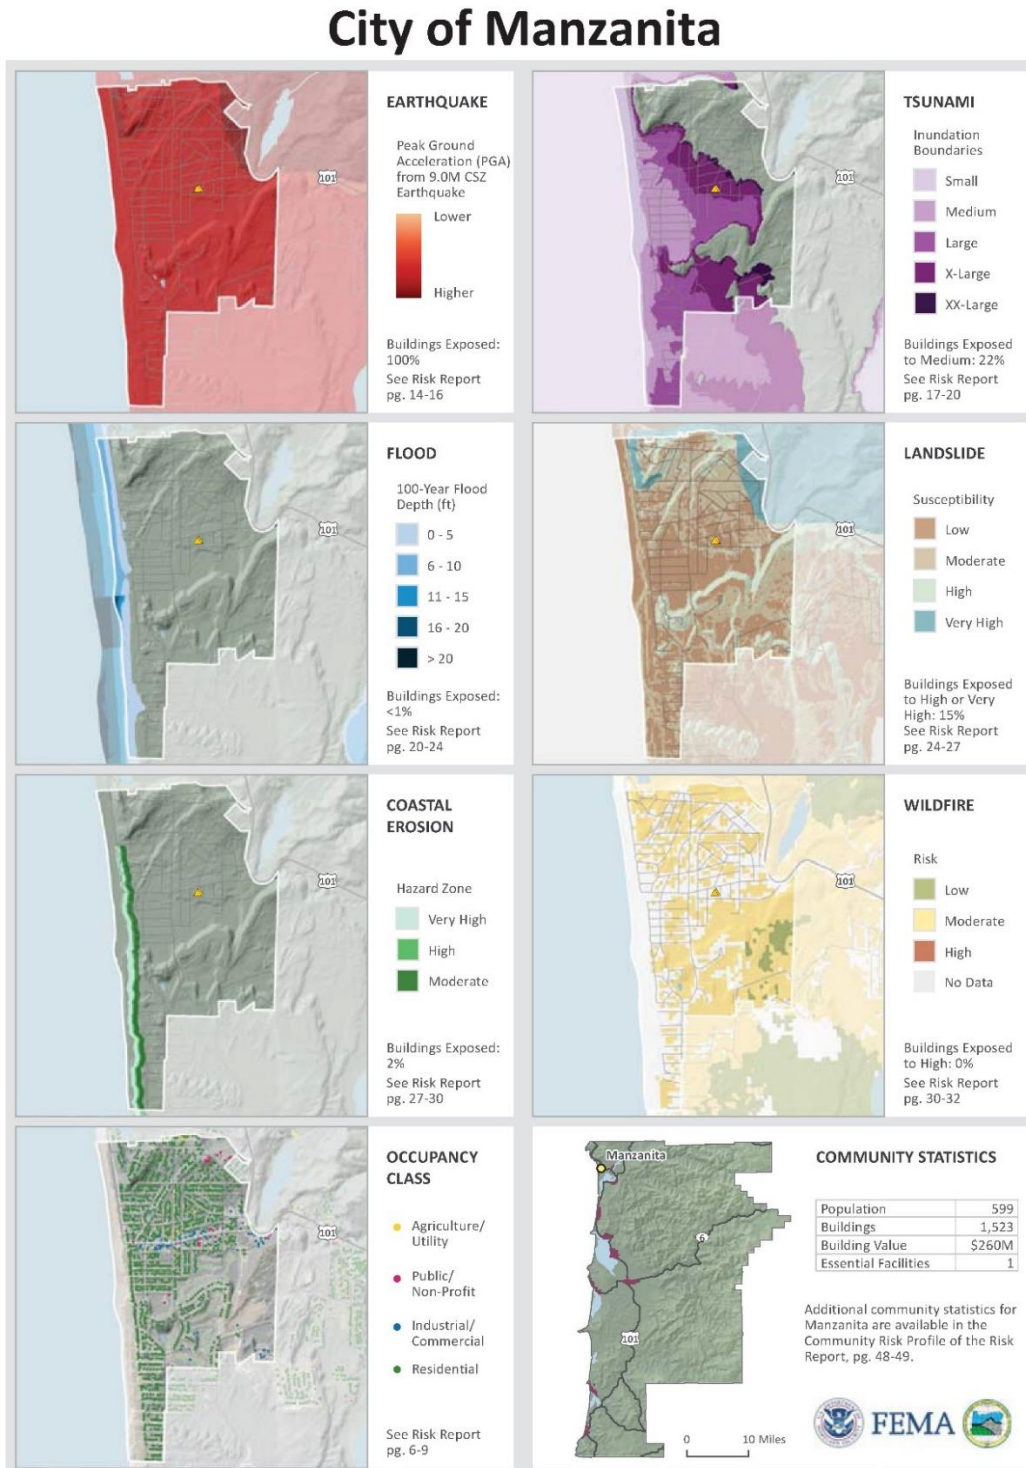 City of Manzanita
EARTHQUAKE
Peak Ground
Acceleration (PGA)
from 9.0M CSZ
Earthquake
Lower
Higher
Buildings Exposed:
100%
See Risk Report
pg. 14-16
101
TSUNAMI
Inundation
Boundaries
Small
Medium
Large
X-Large
XX-Large
Buildings Exposed
to Medium: 22%
See Risk Report
pg. 17-20
FLOOD
100-Year Flood
Depth (ft)
0 - 5
6 - 10
11 - 15
16 - 20
> 20
Buildings Exposed:
<1%
See Risk Report
pg. 20-24
101
LANDSLIDE
Susceptibility
Low
Moderate
High
Very High
Buildings Exposed
to High or Very
High: 15%
See Risk Report
pg. 24-27
COASTAL
EROSION
Hazard Zone
Very High
High
Moderate
Buildings Exposed:
2%
See Risk Report
pg. 27-30
101
WILDFIRE
Risk
Low
Moderate
High
No Data
Buildings Exposed
to High: 0%
See Risk Report
pg. 30-32
101
OCCUPANCY
CLASS
Agriculture/
Utility
Public/
Non-Profit
Industrial/
Commercial
Residential
See Risk Report
pg. 6-9
101
Manzanita
6
101
0 10 Miles
COMMUNITY STATISTICS
Population 599
Buildings 1,523
Building Value $260M
Essential Facilities 1
Additional community statistics for
Manzanita are available in the
Community Risk Profile of the Risk
Report, pg. 48-49.
FEMA